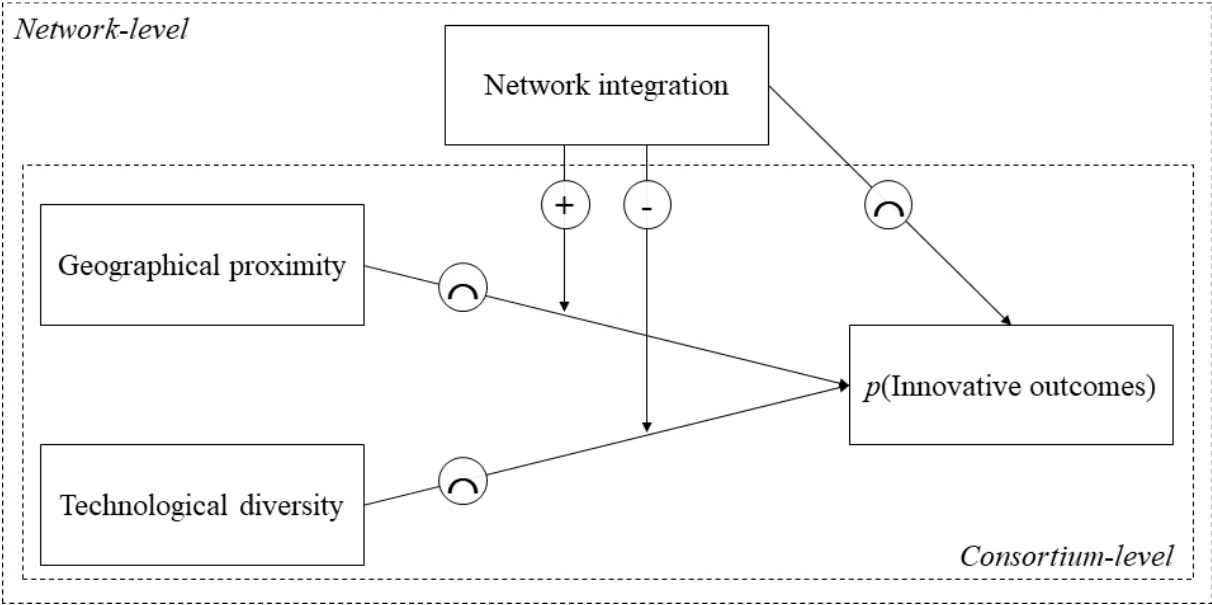 Network-level
Network integration
+
-
Geographical proximity
p(Innovative outcomes)
Technological diversity
Consortium-level